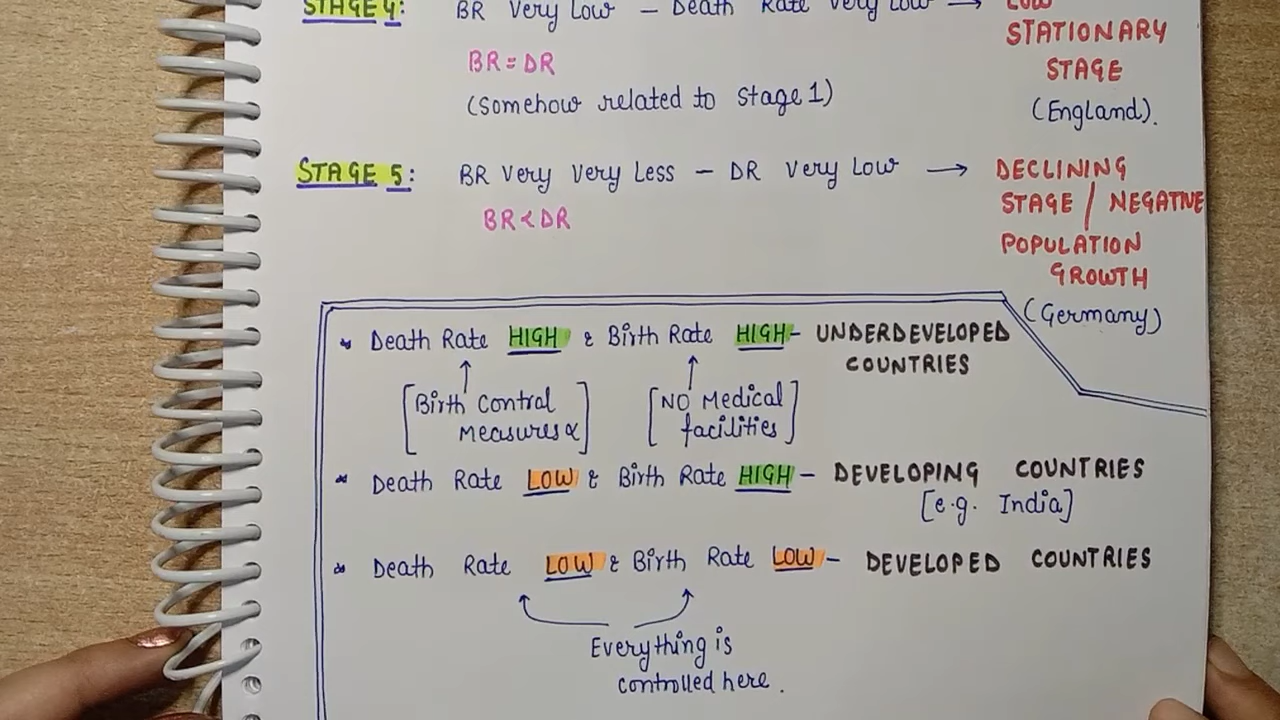 STAGE 4: BR Very Low – Death Rate Very Low → LOW
STATIONARY
BR = DR STAGE
(Somehow related to stage 1) (England).
STAGE 5: BR Very Very Less – DR Very Low → DECLINING
STAGE / NEGATIVE
BR < DR
POPULATION
GROWTH
(Germany)
Death Rate HIGH & Birth Rate HIGH – UNDERDEVELOPED
COUNTRIES
[Birth Control [NO Medical
Measures ] facilities]
Death Rate LOW & Birth Rate HIGH – DEVELOPING COUNTRIES
[e.g. India]
Death Rate LOW & Birth Rate LOW – DEVELOPED COUNTRIES
Everything is
controlled here.